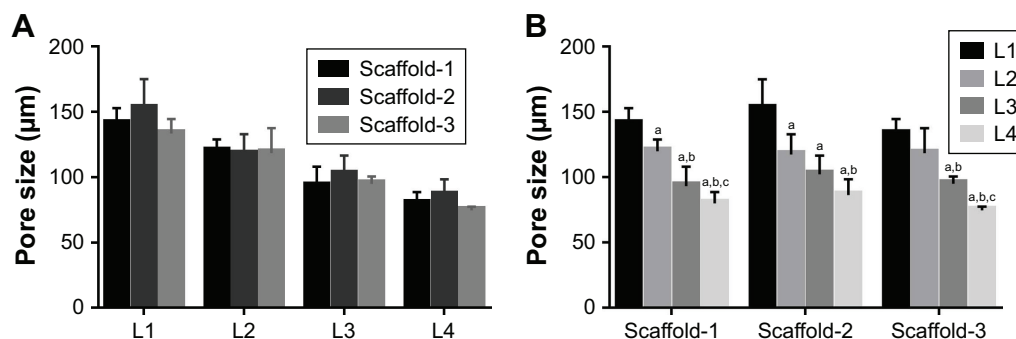 A
Pore size (µm)
200
150
100
50
0
Scaffold-1
Scaffold-2
Scaffold-3
L1
L2
L3
L4
B
Pore size (µm)
200
150
100
50
0
L1
L2
L3
L4
a
a,b
a,b,c
a
a
a,b
a,b
a,b,c
Scaffold-1
Scaffold-2
Scaffold-3